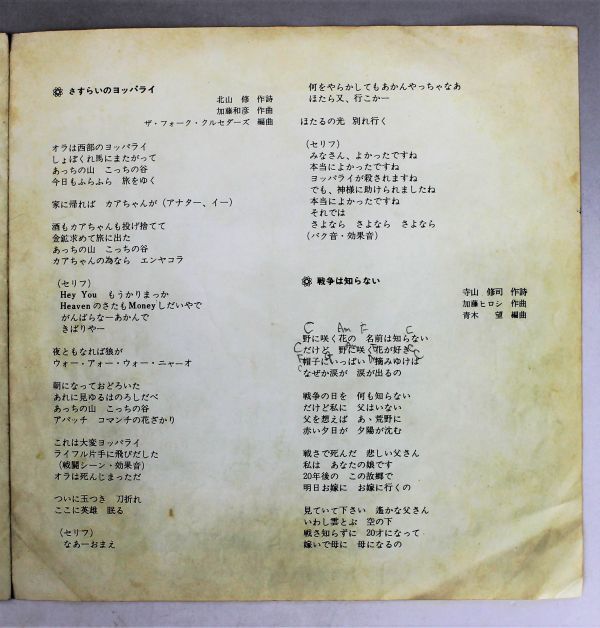 さすらいのヨッパライ
北山 修 作詩
加藤和彦 作曲
ザ・フォーク・クルセダーズ 編曲
オラは西部のヨッパライ
しょぼくれ馬にまたがって
あっちの山 こっちの谷
今日もふらふら 旅をゆく
家に帰れば カアちゃんが（アナター、イー）
酒もカアちゃんも投げ捨てて
金鉱求めて旅に出た
あっちの山 こっちの谷
カアちゃんの為なら エンヤコラ
（セリフ）
Hey You もうかりまっか
HeavenのさたもMoneyしだいやで
がんばらなーあかんで
きばりやー
夜ともなれば狼が
ウォー・アォー・ウォー・ニャーオ
朝になっておどろいた
あれに見ゆるはのろしだべ
あっちの山 こっちの谷
アパッチ コマンチの花ざかり
これは大変ヨッパライ
ライフル片手に飛びだした
（戦闘シーン・効果音）
オラは死んじまっただ
ついに玉つき 刀折れ
ここに英雄 眠る
（セリフ）
なあーおまえ
何をやらかしてもあかんやっちゃなあ
ほたら又、行こかー
ほたるの光 別れ行く
（セリフ）
みなさん、よかったですね
本当によかったですね
ヨッパライが殺されますね
でも、神様に助けられましたね
本当によかったですね
それでは
さよなら さよなら さよなら
（バク音・効果音）
戦争は知らない
寺山 修司 作詩
加藤ヒロシ 作曲
青木 望 編曲
C Am F C
野に咲く花の 名前は知らない
だけど 野に咲く花が好き
帽子にいっぱい 摘みゆけば
なぜか涙が 涙が出るの
戦争の日を 何も知らない
だけど私に 父はいない
父を想えば あゝ荒野に
赤い夕日が 夕陽が沈む
戦さで死んだ 悲しい父さん
私は あなたの娘です
20年後の この故郷で
明日お嫁に お嫁に行くの
見ていて下さい 遙かな父さん
いわし雲とぶ 空の下
戦さ知らずに 20才になって
嫁いで母に 母になるの